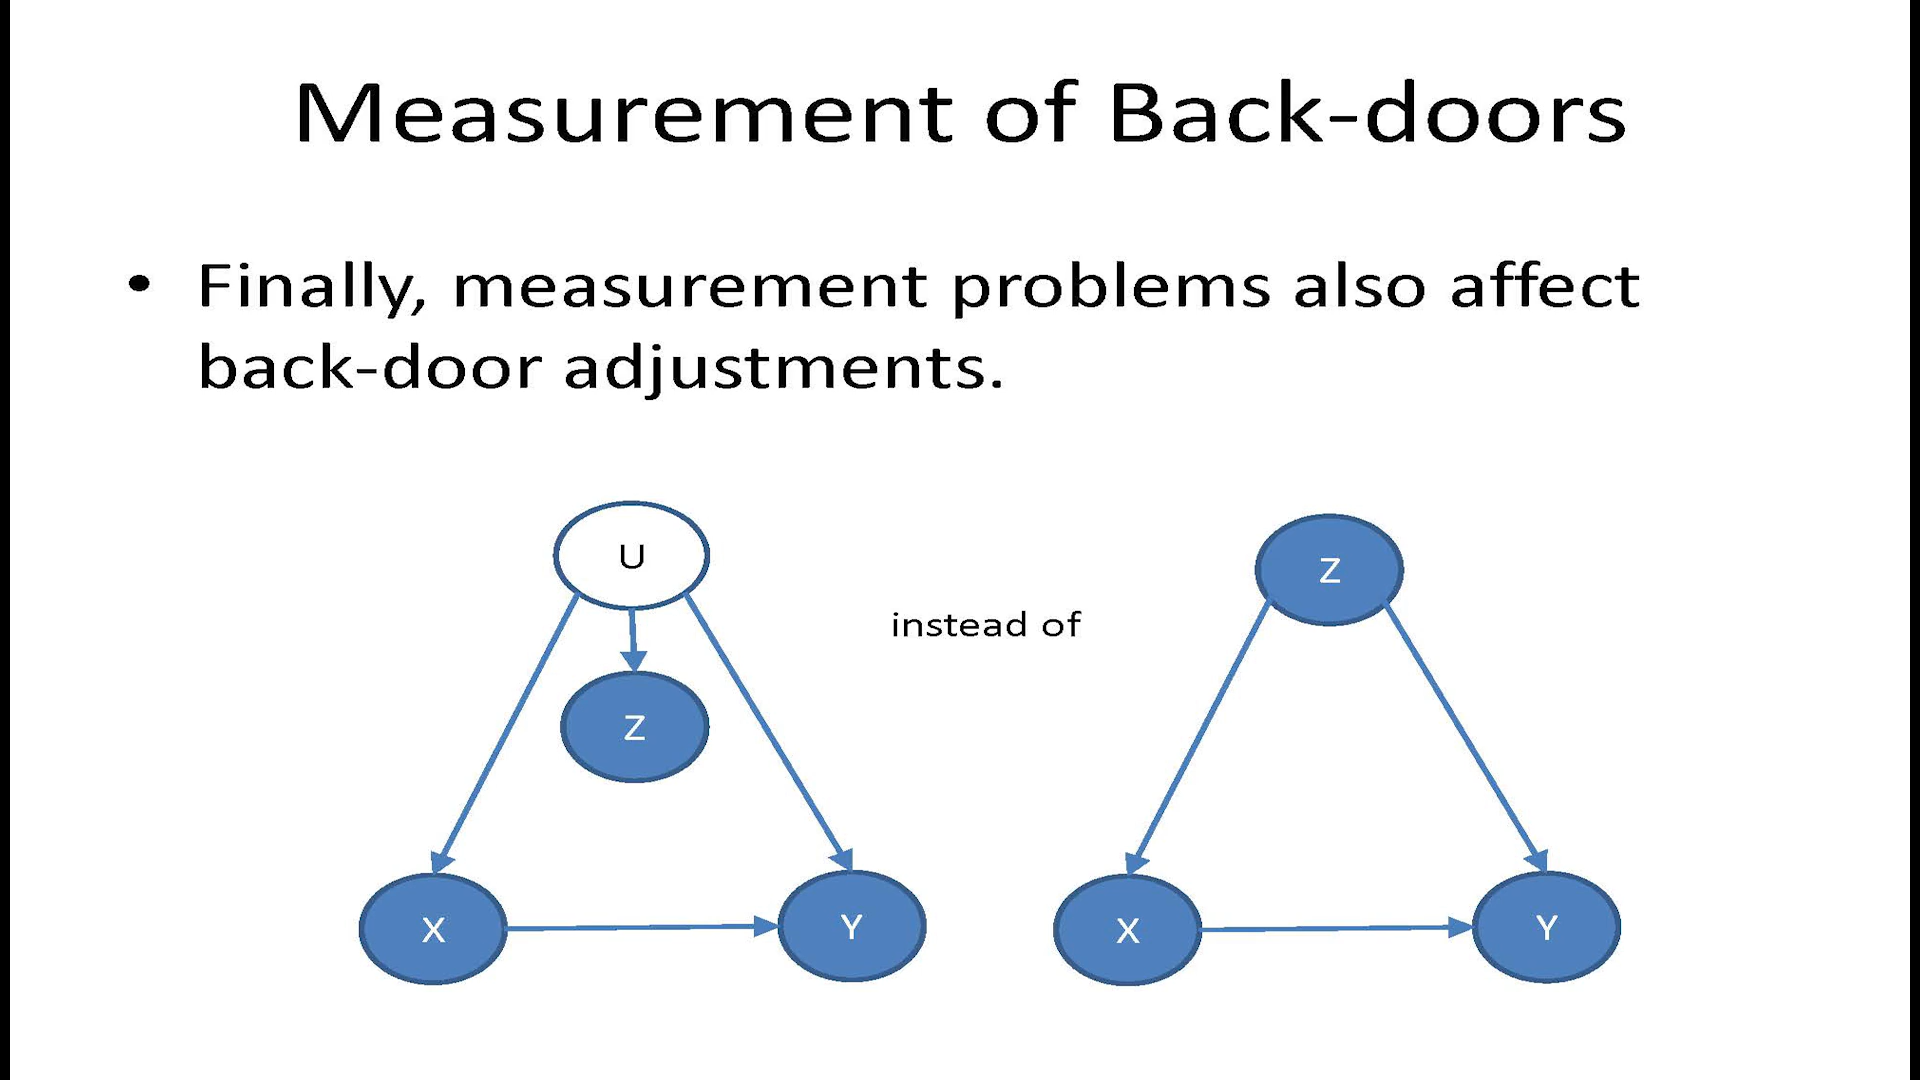 Measurement of Back-doors
• Finally, measurement problems also affect
back-door adjustments.
U
Z
instead of
Z
X
Y
X
Y